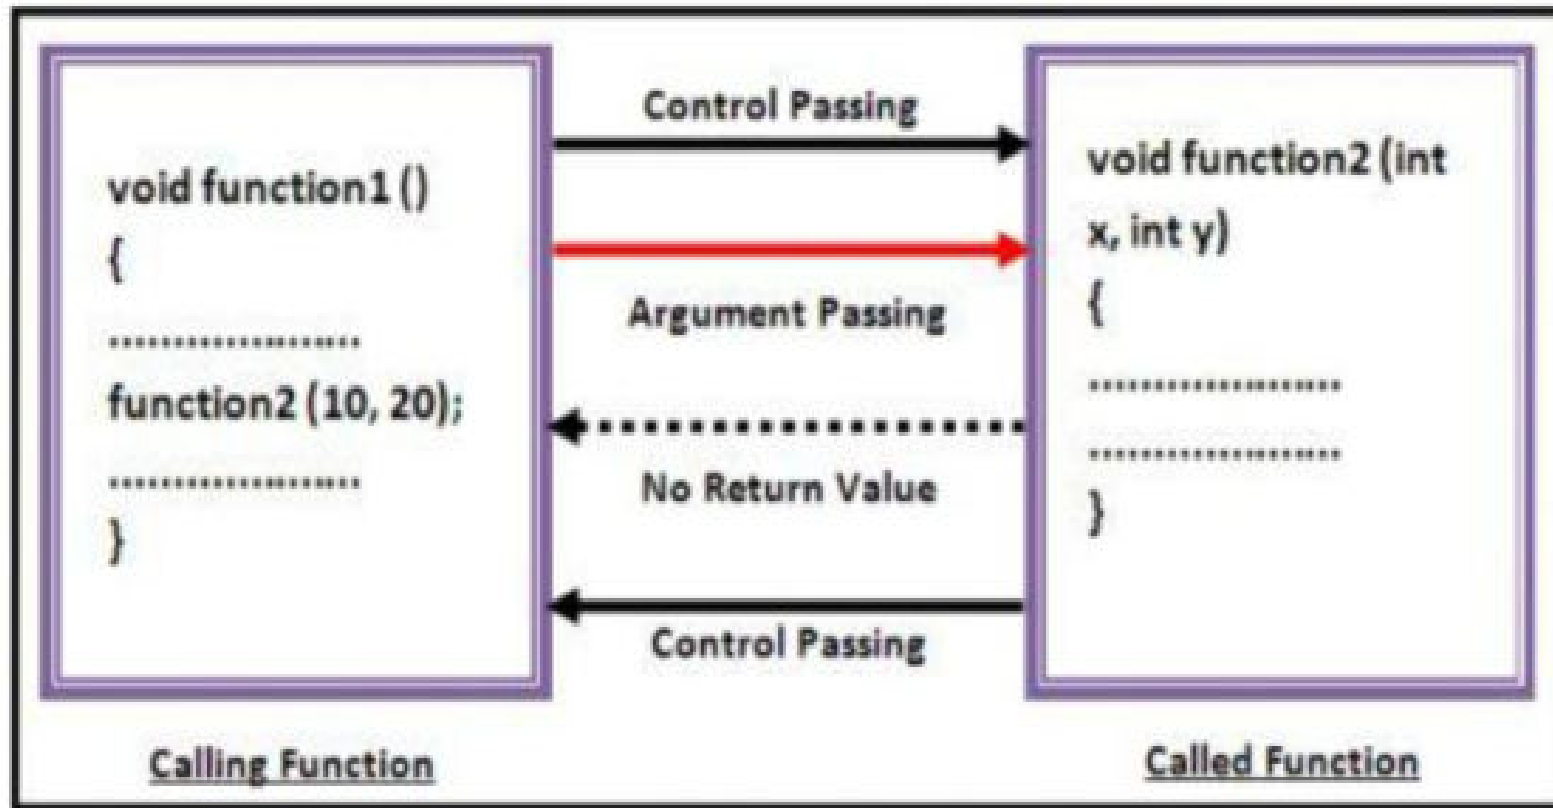 void function1 ()
{
.....................
function2 (10, 20);
.....................
}
Calling Function
Control Passing
Argument Passing
No Return Value
Control Passing
void function2 (int
x, int y)
{
.....................
.....................
}
Called Function